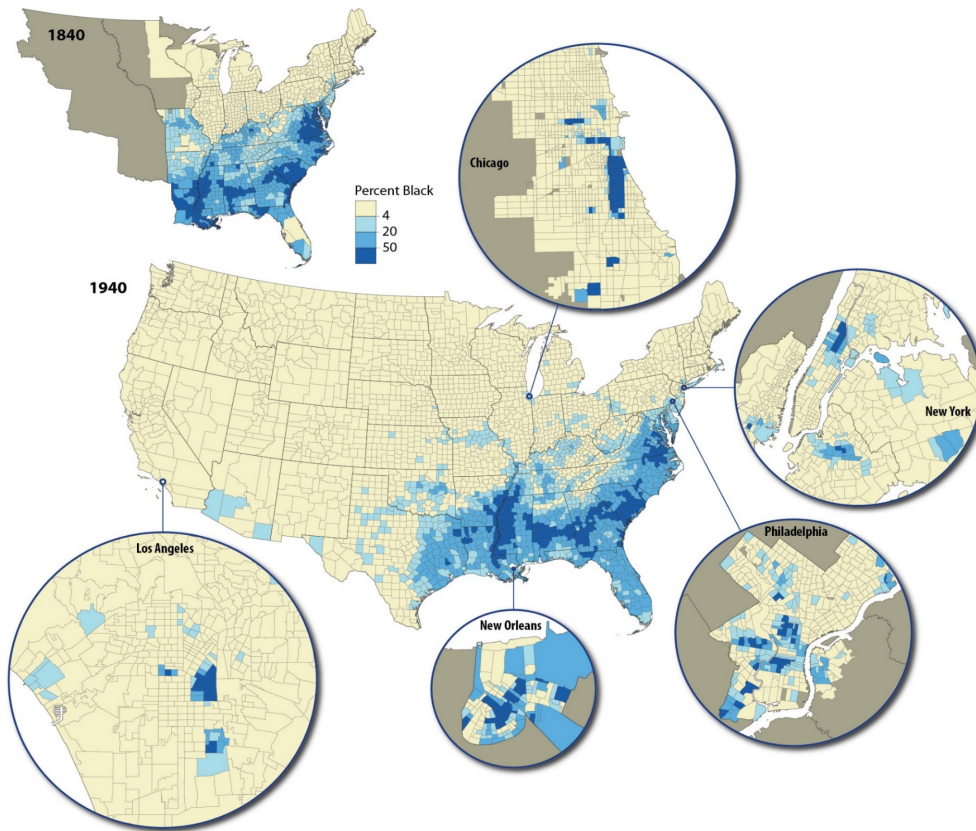 1840
Chicago
Percent Black
4
20
50
1940
New York
Los Angeles
Philadelphia
New Orleans